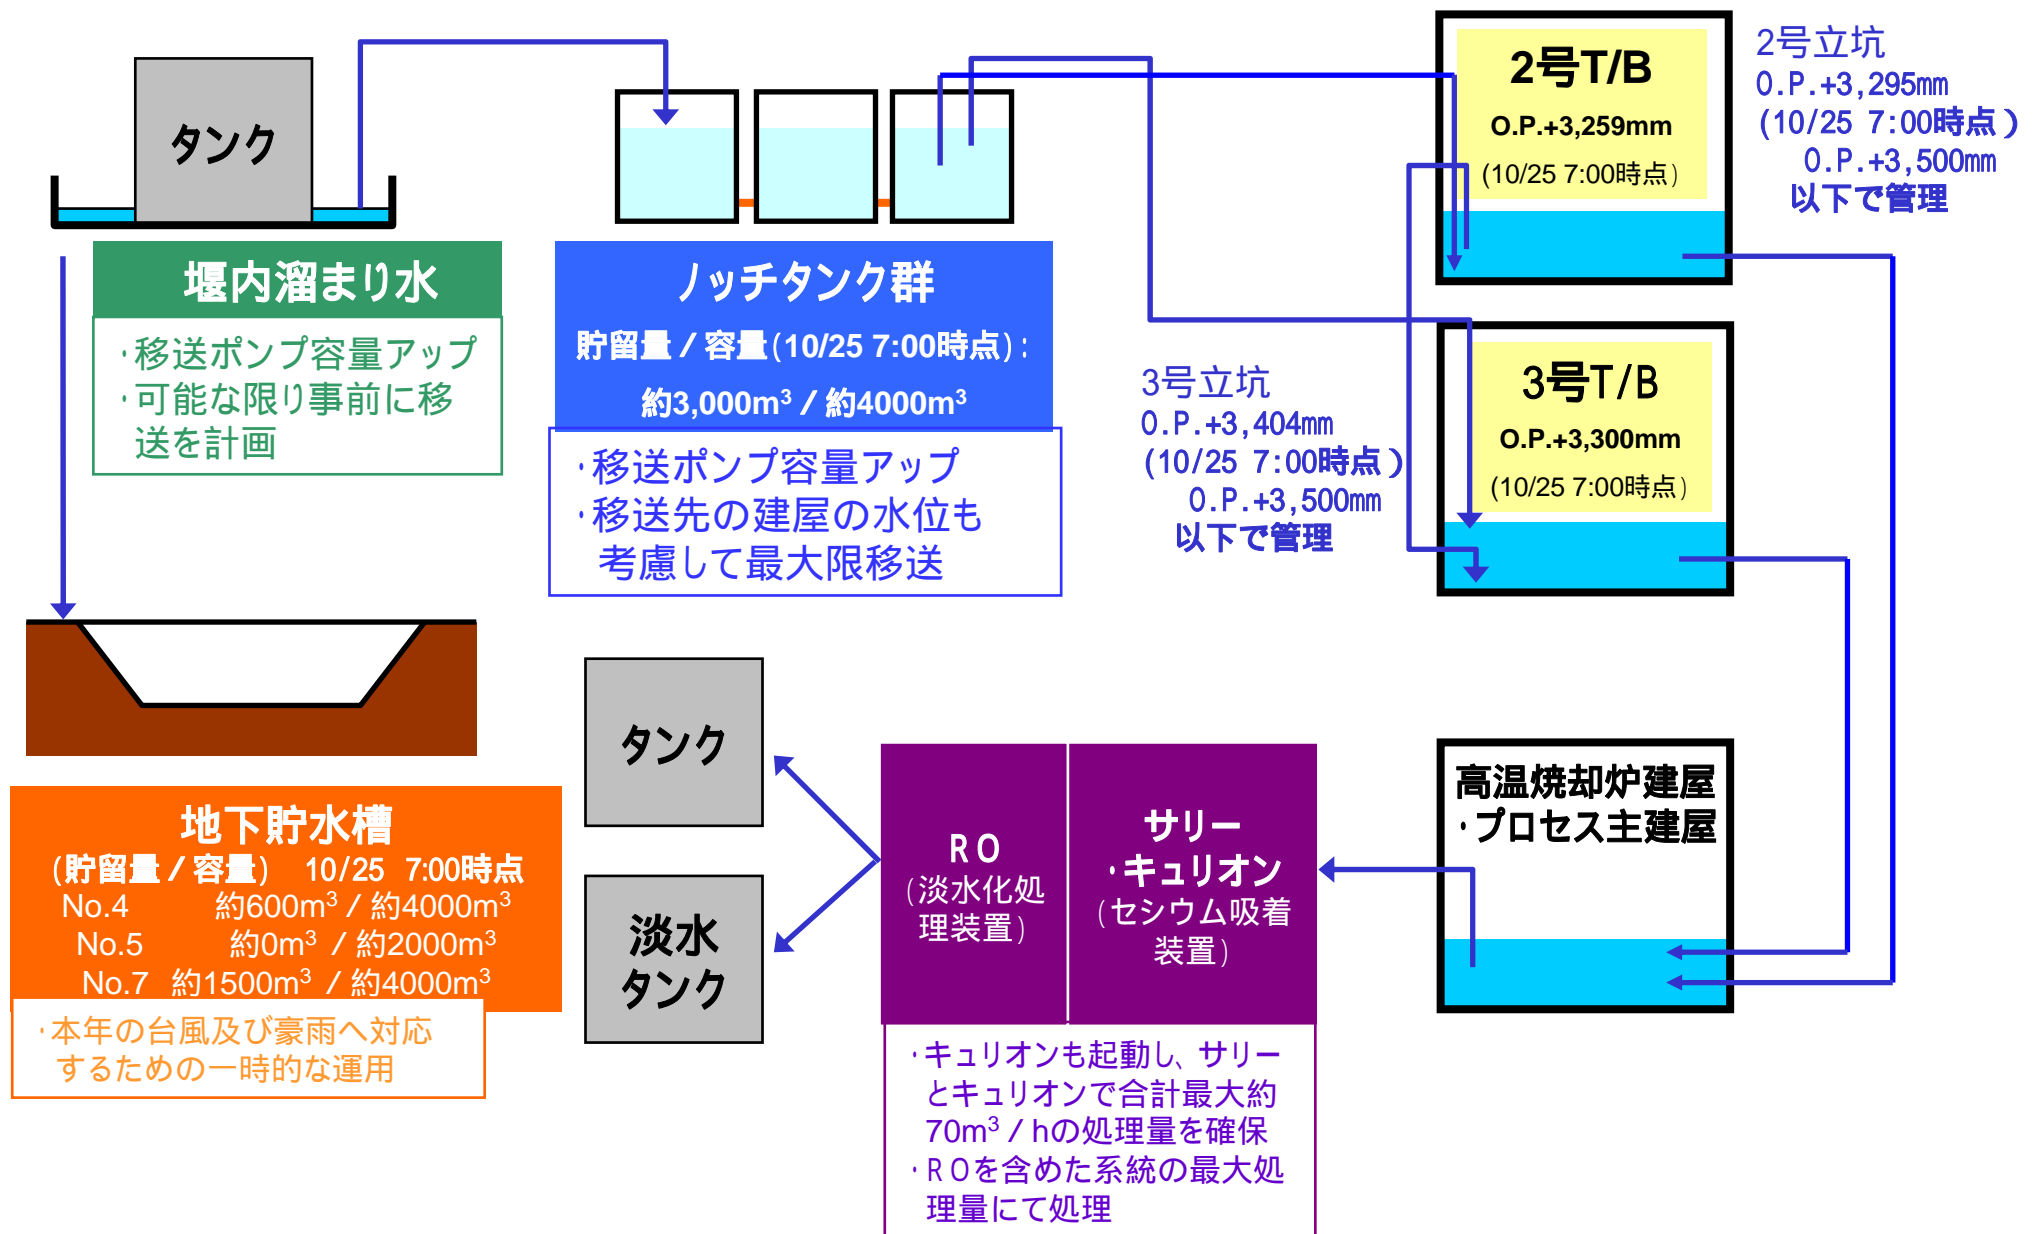 タンク
堰内溜まり水
・移送ポンプ容量アップ
・可能な限り事前に移
送を計画
ノッチタンク群
貯留量／容量(10/25 7:00時点)：
約3,000m³／約4000m³
・移送ポンプ容量アップ
・移送先の建屋の水位も
考慮して最大限移送
2号T/B
O.P.+3,259mm
(10/25 7:00時点)
2号立坑
O.P.+3,295mm
(10/25 7:00時点)
O.P.+3,500mm
以下で管理
3号立坑
O.P.+3,404mm
(10/25 7:00時点)
O.P.+3,500mm
以下で管理
3号T/B
O.P.+3,300mm
(10/25 7:00時点)
地下貯水槽
(貯留量／容量) 10/25 7:00時点
No.4 約600m³／約4000m³
No.5 約0m³／約2000m³
No.7 約1500m³／約4000m³
・本年の台風及び豪雨へ対応
するための一時的な運用
タンク
淡水
タンク
RO
(淡水化処
理装置)
サリー
・キュリオン
(セシウム吸着
装置)
・キュリオンも起動し、サリー
とキュリオンで合計最大約
70m³／hの処理量を確保
・ROを含めた系統の最大処
理量にて処理
高温焼却炉建屋
・プロセス主建屋